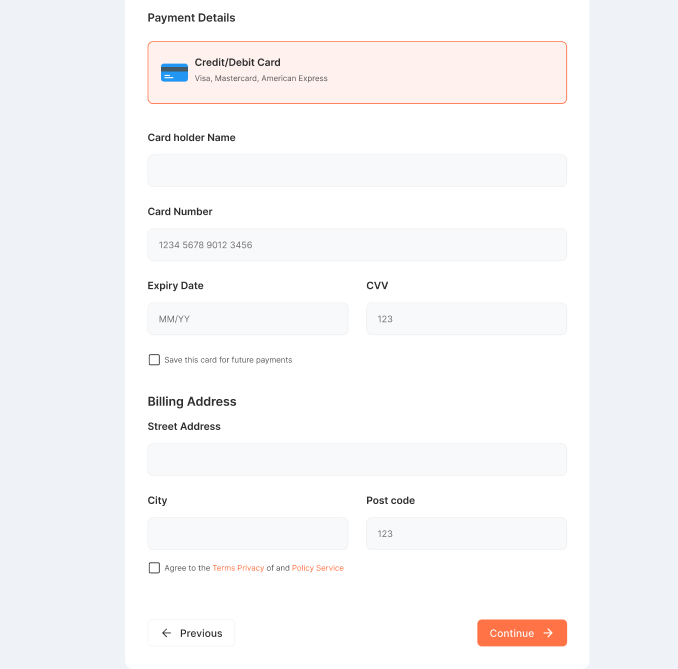 Payment Details
Credit/Debit Card
Visa, Mastercard, American Express
Card holder Name
Card Number
1234 5678 9012 3456
Expiry Date CVV
MM/YY 123
Save this card for future payments
Billing Address
Street Address
City Post code
123
Agree to the Terms Privacy of and Policy Service
Previous Continue